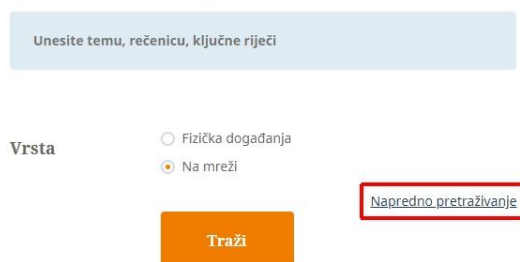 Unesite temu, rečenicu, ključne riječi
Vrsta
Fizička događanja
Na mreži
Napredno pretraživanje
Traži